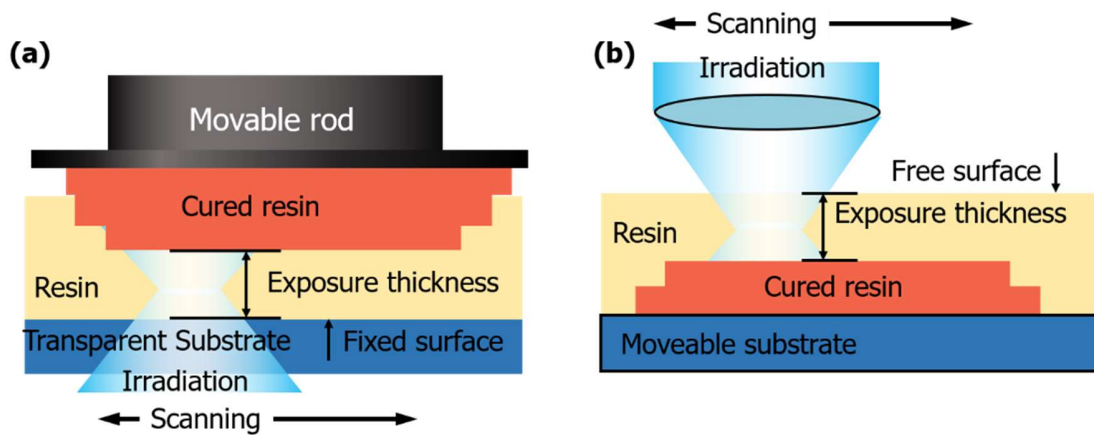 (a)
Movable rod
Cured resin
Resin
Exposure thickness
Transparent Substrate
Fixed surface
Irradiation
Scanning
Scanning
(b)
Irradiation
Free surface
Resin
Exposure thickness
Cured resin
Moveable substrate